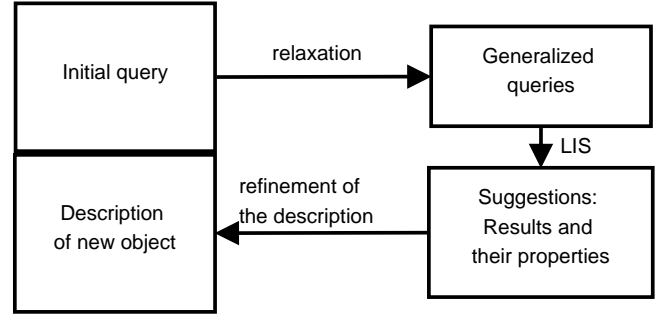 Initial query
relaxation
Generalized
queries
LIS
Suggestions:
Results and
their properties
refinement of
the description
Description
of new object